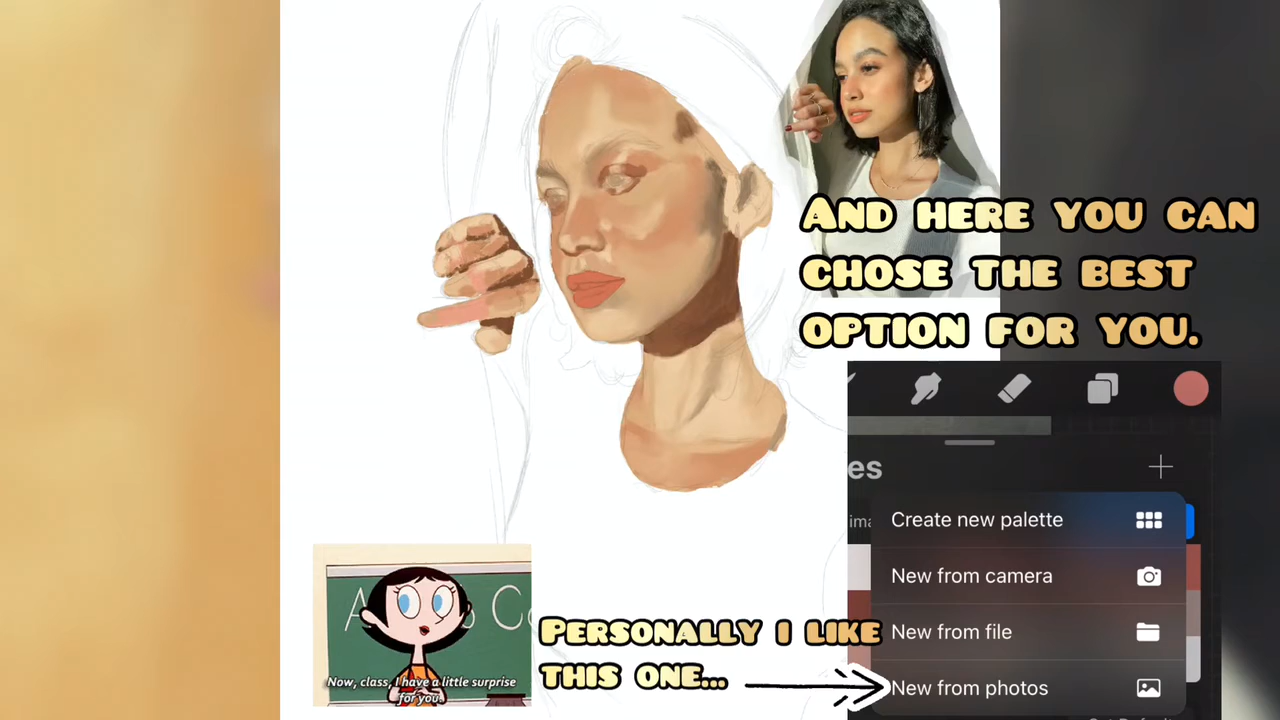 And here you can
chose the best
option for you.
es
Create new palette
New from camera
New from file
New from photos
Personally I like
this one...
Now, class, I have a little surprise
for you.